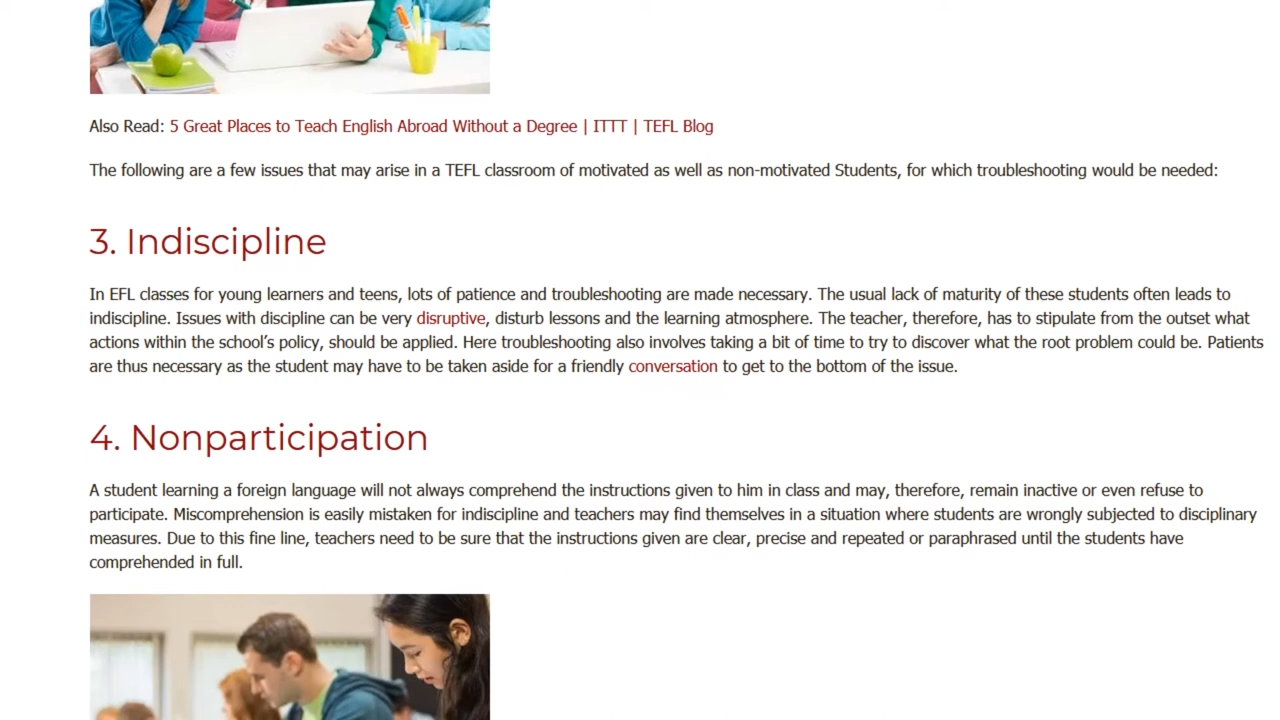 Also Read: 5 Great Places to Teach English Abroad Without a Degree | ITTT | TEFL Blog
The following are a few issues that may arise in a TEFL classroom of motivated as well as non-motivated Students, for which troubleshooting would be needed:
3. Indiscipline
In EFL classes for young learners and teens, lots of patience and troubleshooting are made necessary. The usual lack of maturity of these students often leads to
indiscipline. Issues with discipline can be very disruptive, disturb lessons and the learning atmosphere. The teacher, therefore, has to stipulate from the outset what
actions within the school’s policy, should be applied. Here troubleshooting also involves taking a bit of time to try to discover what the root problem could be. Patients
are thus necessary as the student may have to be taken aside for a friendly conversation to get to the bottom of the issue.
4. Nonparticipation
A student learning a foreign language will not always comprehend the instructions given to him in class and may, therefore, remain inactive or even refuse to
participate. Miscomprehension is easily mistaken for indiscipline and teachers may find themselves in a situation where students are wrongly subjected to disciplinary
measures. Due to this fine line, teachers need to be sure that the instructions given are clear, precise and repeated or paraphrased until the students have
comprehended in full.